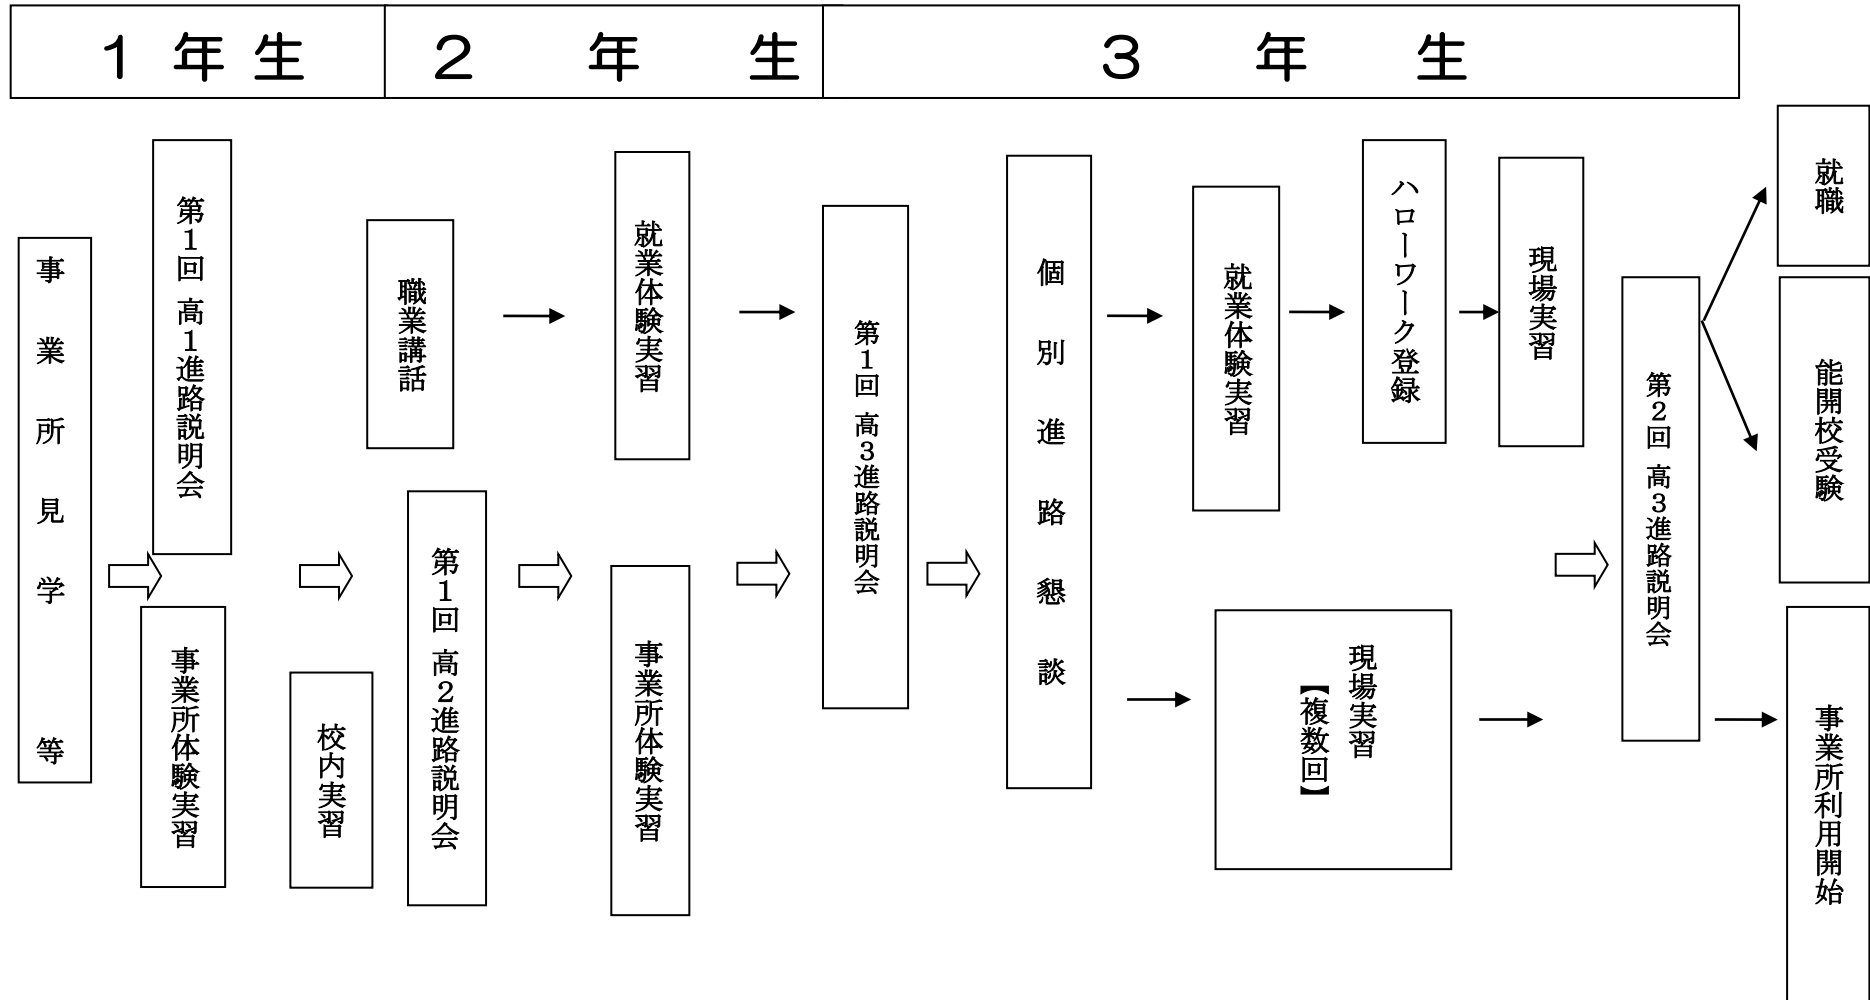 １年生
２年生
３年生
事業所見学等
第１回 高１進路説明会
事業所体験実習
校内実習
職業講話
第１回 高２進路説明会
就業体験実習
事業所体験実習
第１回 高３進路説明会
個別進路懇談
就業体験実習
ハローワーク登録
現場実習
現場実習
【複数回】
第２回 高３進路説明会
就職
能開校受験
事業所利用開始